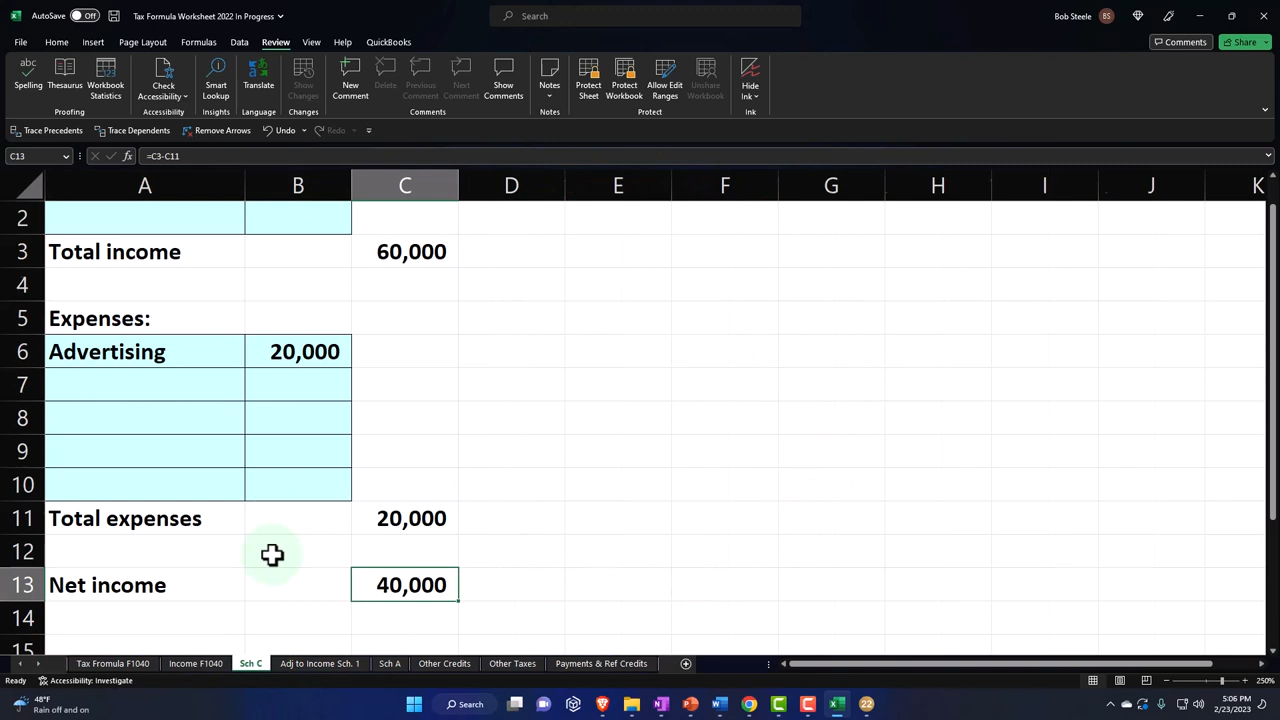 AutoSave Off Tax Formula Worksheet 2022 In Progress Search Bob Steele BS
File Home Insert Page Layout Formulas Data Review View Help QuickBooks Comments Share
Spelling Thesaurus Workbook Statistics Check Accessibility Smart Lookup Translate Show Changes New Comment Delete Previous Comment Next Comment Show Comments Notes Protect Sheet Protect Workbook Allow Edit Ranges Unshare Workbook Hide Ink
Proofing Accessibility Insights Language Changes Comments Notes Protect Ink
Trace Precedents Trace Dependents Remove Arrows Undo Redo
C13 fx =C3-C11
A B C D E F G H I J K
2
3 Total income 60,000
4
5 Expenses:
6 Advertising 20,000
7
8
9
10
11 Total expenses 20,000
12
13 Net income 40,000
14
15
Tax Fromula F1040 Income F1040 Sch C Adj to Income Sch. 1 Sch A Other Credits Other Taxes Payments & Ref Credits
Ready Accessibility: Investigate 250%
48°F
Rain off and on
Search
22
5:06 PM
2/23/2023